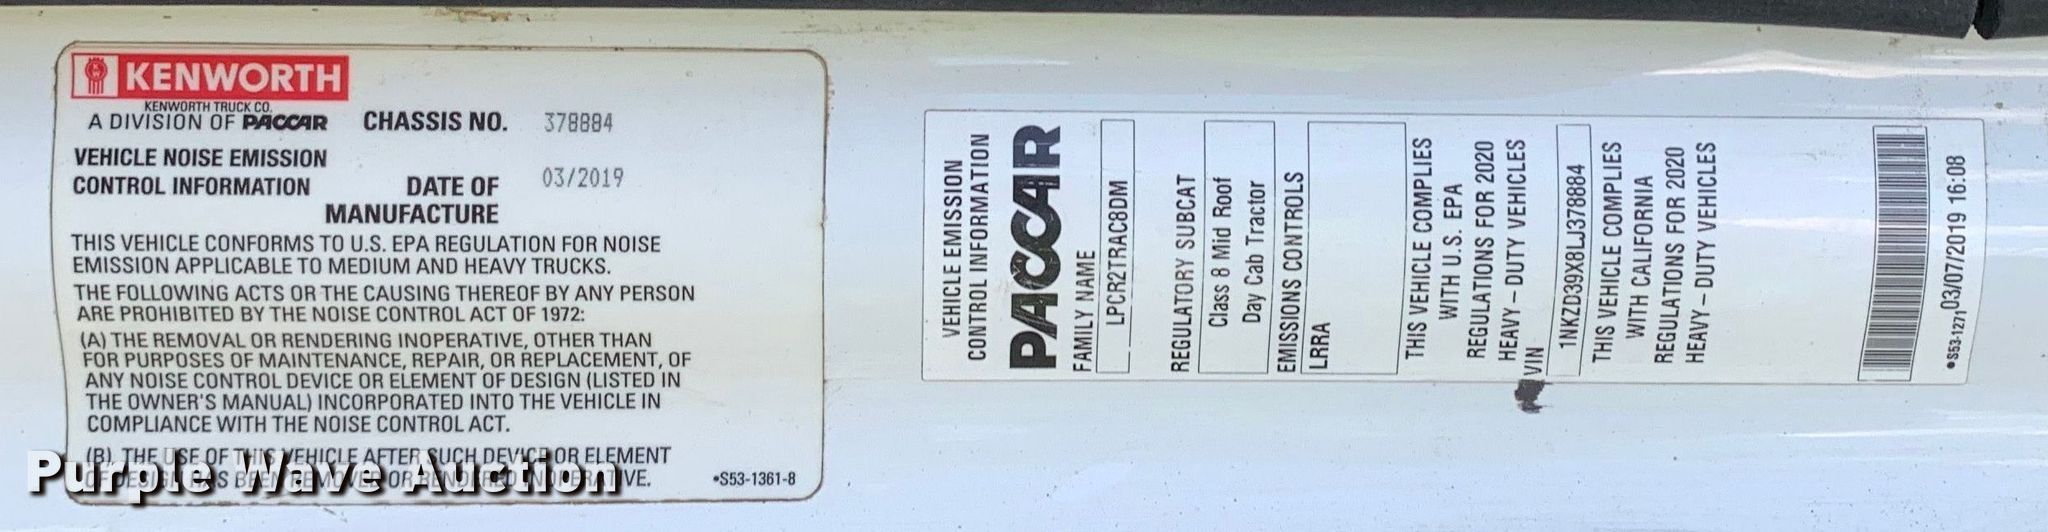 KENWORTH
KENWORTH TRUCK CO.
A DIVISION OF PACCAR
CHASSIS NO. 378884
VEHICLE NOISE EMISSION
CONTROL INFORMATION
DATE OF
MANUFACTURE
03/2019
THIS VEHICLE CONFORMS TO U.S. EPA REGULATION FOR NOISE
EMISSION APPLICABLE TO MEDIUM AND HEAVY TRUCKS.
THE FOLLOWING ACTS OR THE CAUSING THEREOF BY ANY PERSON
ARE PROHIBITED BY THE NOISE CONTROL ACT OF 1972:
(A) THE REMOVAL OR RENDERING INOPERATIVE, OTHER THAN
FOR PURPOSES OF MAINTENANCE, REPAIR, OR REPLACEMENT, OF
ANY NOISE CONTROL DEVICE OR ELEMENT OF DESIGN (LISTED IN
THE OWNER'S MANUAL) INCORPORATED INTO THE VEHICLE IN
COMPLIANCE WITH THE NOISE CONTROL ACT.
(B) THE USE OF THIS VEHICLE AFTER SUCH DEVICE OR ELEMENT
OF DESIGN HAS BEEN REMOVED OR RENDERED INOPERATIVE.
•S53-1361-8
Purple Wave Auction
VEHICLE EMISSION
CONTROL INFORMATION
PACCAR
FAMILY NAME
LPCR2TRAC8DM
REGULATORY SUBCAT
Class 8 Mid Roof
Day Cab Tractor
EMISSIONS CONTROLS
LRRA
THIS VEHICLE COMPLIES
WITH U.S. EPA
REGULATIONS FOR 2020
HEAVY - DUTY VEHICLES
VIN
1NKZD39X8LJ378884
THIS VEHICLE COMPLIES
WITH CALIFORNIA
REGULATIONS FOR 2020
HEAVY - DUTY VEHICLES
•S53-1271 03/07/2019 16:08